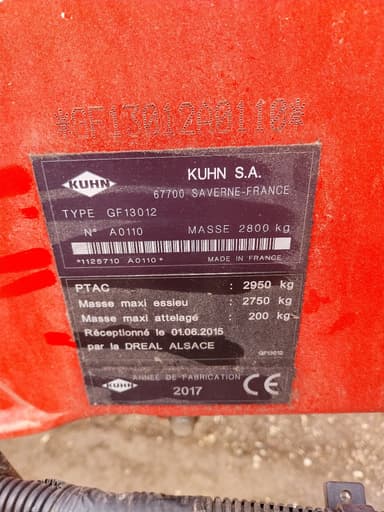 *GF13012A0110*
KUHN
KUHN S.A.
67700 SAVERNE-FRANCE
TYPE GF13012
N° A0110 MASSE 2800 kg
*1125710 A0110* MADE IN FRANCE
PTAC : 2950 kg
Masse maxi essieu : 2750 kg
Masse maxi attelage : 200 kg
Réceptionné le 01.06.2015
par la DREAL ALSACE
GF13012
KUHN
ANNÉE DE FABRICATION
2017
CE